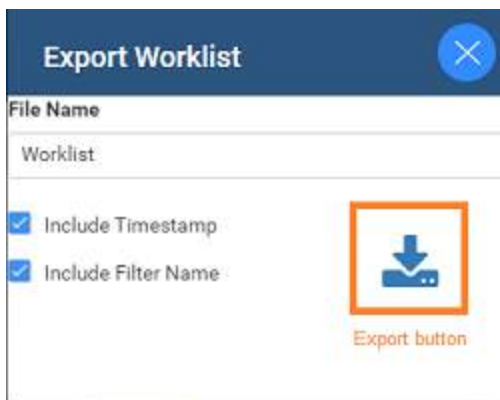 Export Worklist
File Name
Worklist
Include Timestamp
Include Filter Name
Export button